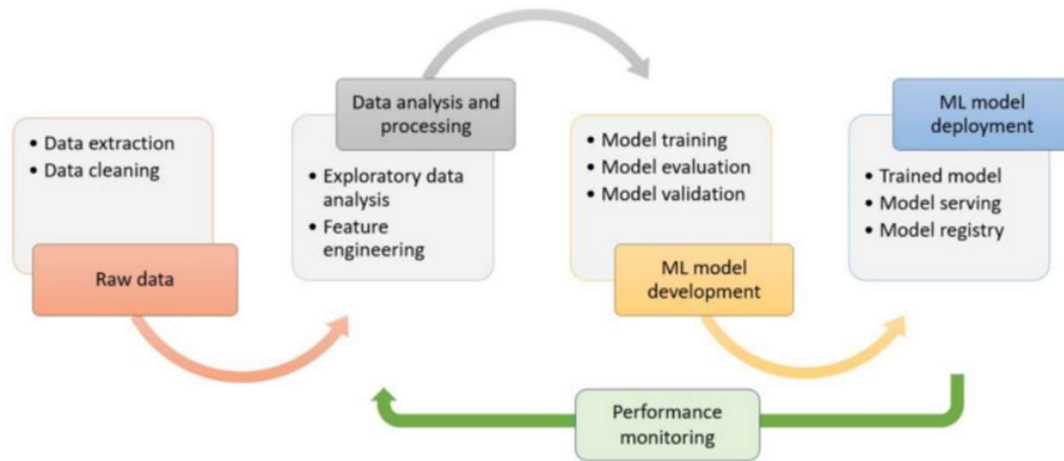 • Data extraction
• Data cleaning
Raw data
Data analysis and
processing
• Exploratory data
analysis
• Feature
engineering
• Model training
• Model evaluation
• Model validation
ML model
development
ML model
deployment
• Trained model
• Model serving
• Model registry
Performance
monitoring